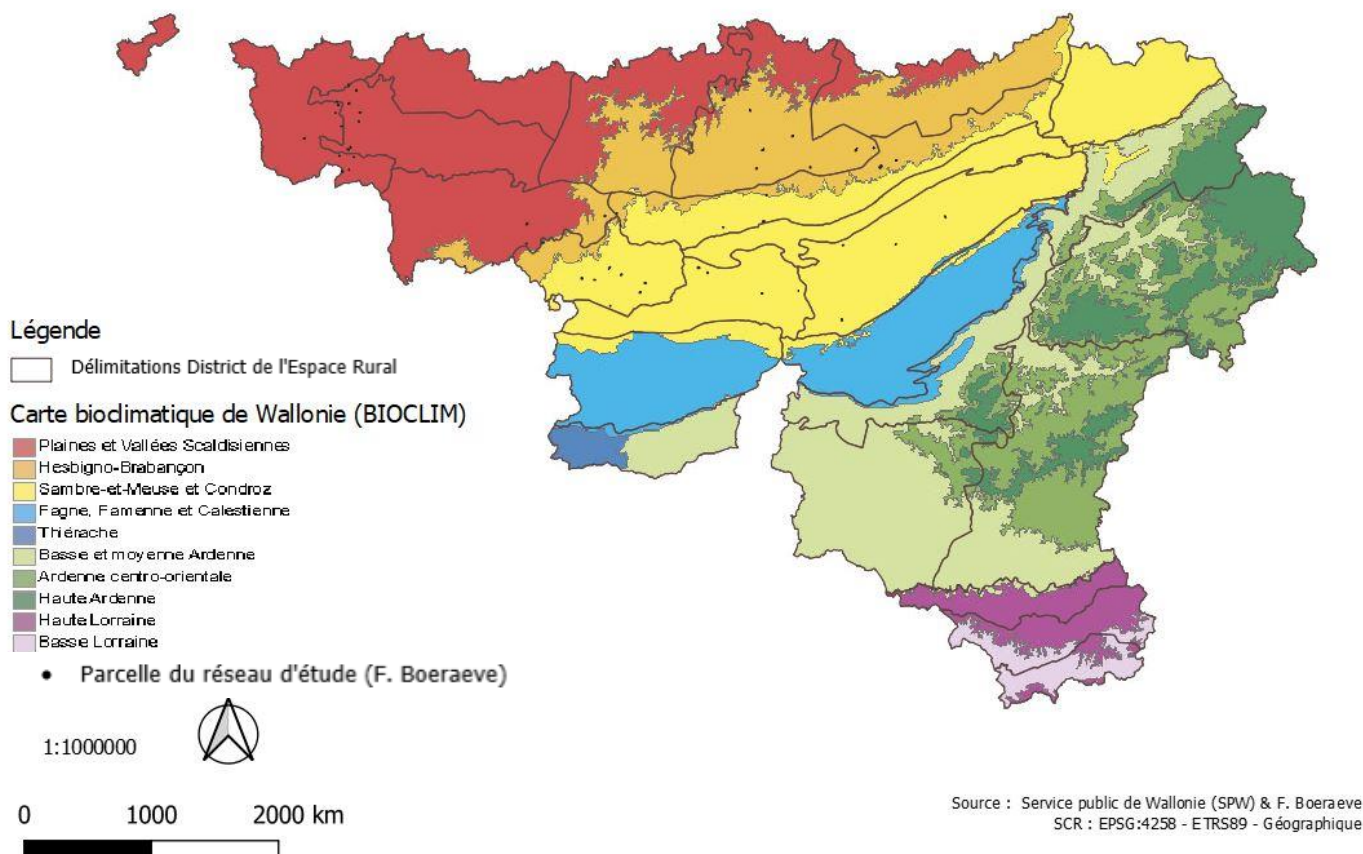 Légende
Délimitations District de l'Espace Rural
Carte bioclimatique de Wallonie (BIOCLIM)
Plaines et Vallées Scaldisiennes
Hesbigno-Brabançon
Sambre-et-Meuse et Condroz
Fagne, Famenne et Calestienne
Thiérache
Basse et moyenne Ardenne
Ardenne centro-orientale
Haute Ardenne
Haute Lorraine
Basse Lorraine
Parcelle du réseau d'étude (F. Boeraeve)
1:1000000
0 1000 2000 km
Source : Service public de Wallonie (SPW) & F. Boeraeve
SCR : EPSG:4258 - ETRS89 - Géographique